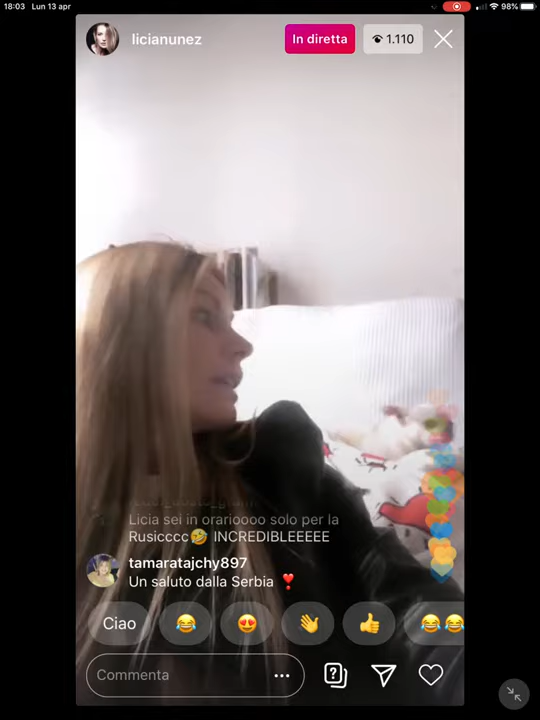 18:03 Lun 13 apr 98%
licianunez In diretta 1.110
Licia sei in orarioooo solo per la
Rusicccc🤣 INCREDIBLEEEEE
tamaratajchy897
Un saluto dalla Serbia ❣️
Ciao 😂 😍 👋 👍 😂😂
Commenta